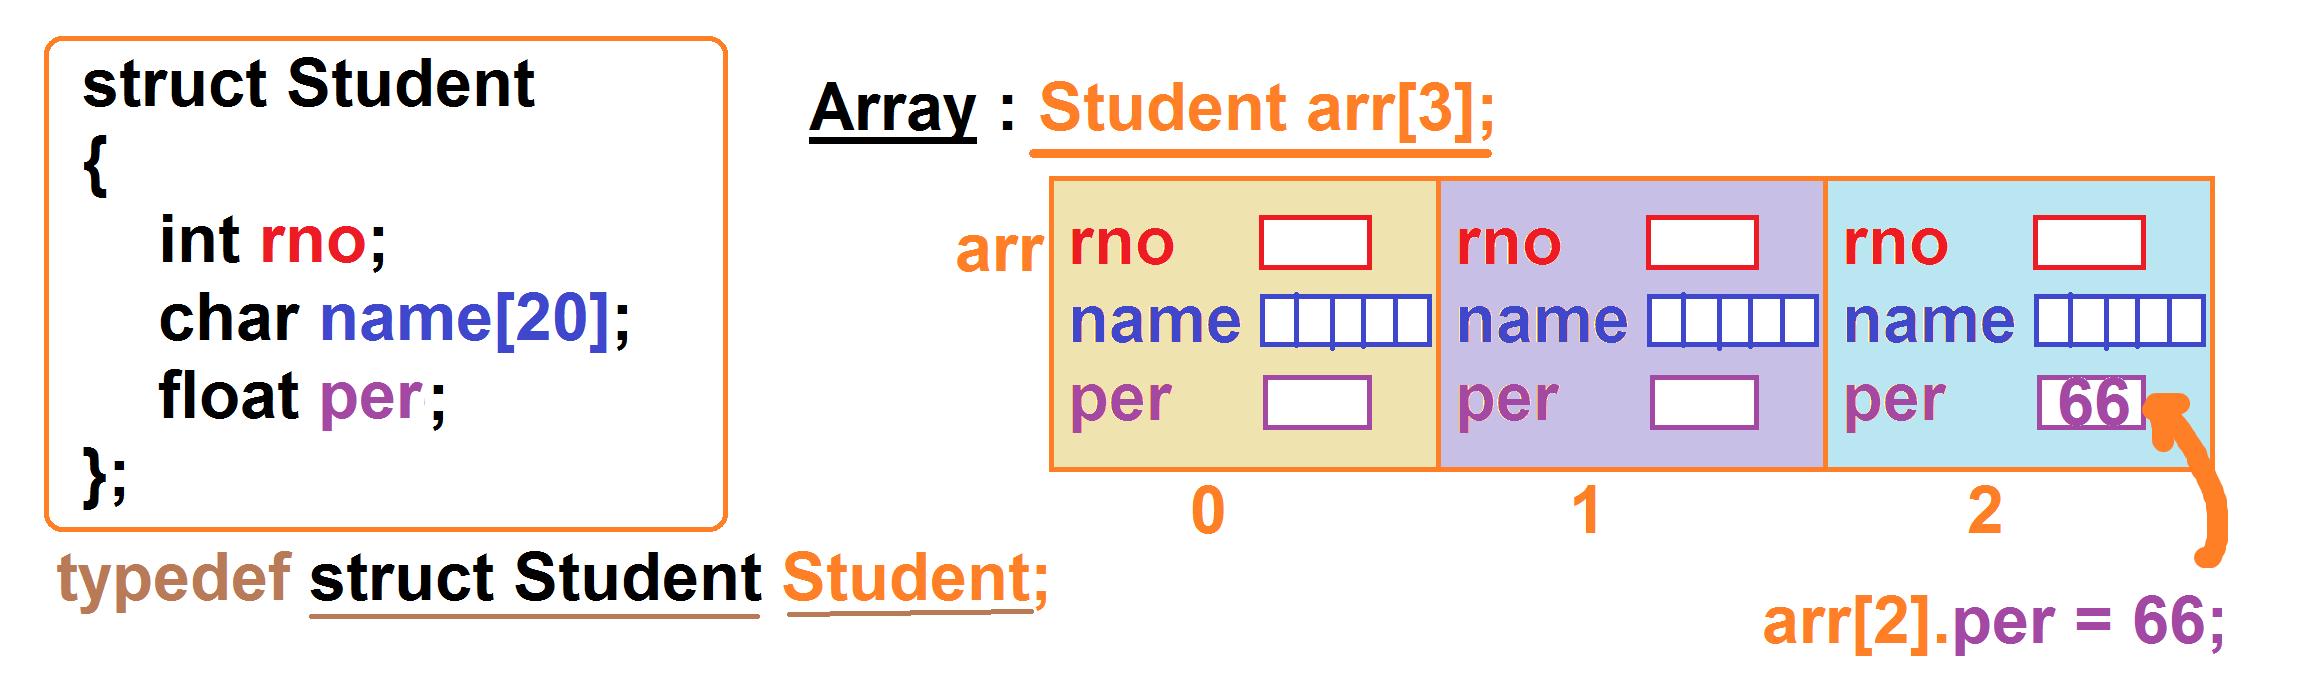 struct Student
{
int rno;
char name[20];
float per;
};
typedef struct Student Student;
Array : Student arr[3];
arr
rno rno rno
name name name
per per per 66
0 1 2
arr[2].per = 66;